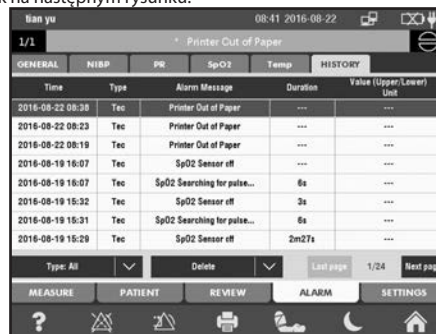 jak na następnym rysunku.
tian yu 08:41 2016-08-22
1/1 * Printer Out of Paper
GENERAL NIBP PR SpO2 Temp HISTORY
Time Type Alarm Message Duration Value (Upper/Lower) Unit
2016-08-22 08:38 Tec Printer Out of Paper --- ---
2016-08-22 08:23 Tec Printer Out of Paper --- ---
2016-08-22 08:19 Tec Printer Out of Paper --- ---
2016-08-19 16:07 Tec SpO2 Sensor off --- ---
2016-08-19 16:07 Tec SpO2 Searching for pulse... 6s ---
2016-08-19 15:32 Tec SpO2 Sensor off 3s ---
2016-08-19 15:31 Tec SpO2 Searching for pulse... 6s ---
2016-08-19 15:29 Tec SpO2 Sensor off 2m27s ---
Type: All Delete Last page 1/24 Next pag
MEASURE PATIENT REVIEW ALARM SETTINGS
?